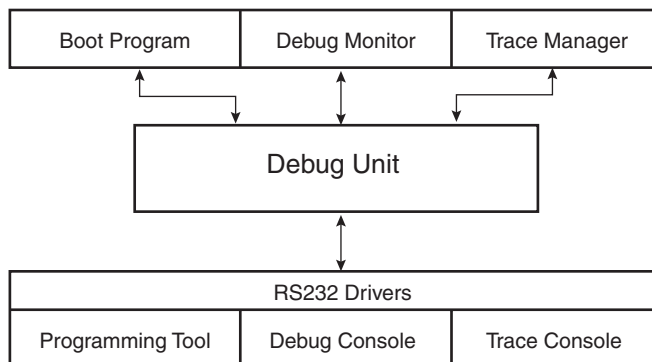 Boot Program
Debug Monitor
Trace Manager
Debug Unit
RS232 Drivers
Programming Tool
Debug Console
Trace Console